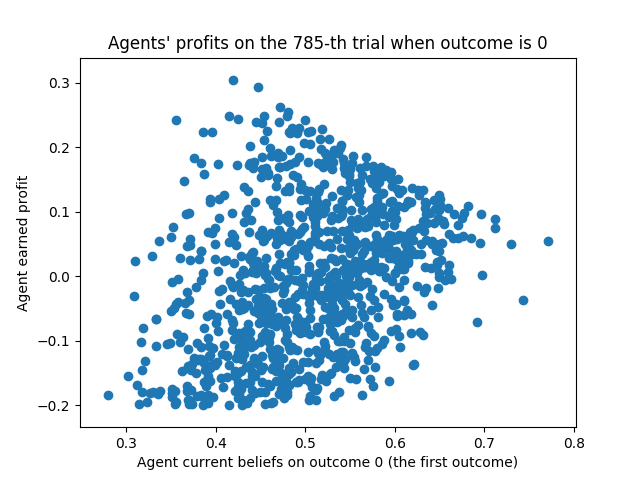 Agents' profits on the 785-th trial when outcome is 0
0.3
0.2
0.1
0.0
−0.1
−0.2
Agent earned profit
0.3 0.4 0.5 0.6 0.7 0.8
Agent current beliefs on outcome 0 (the first outcome)